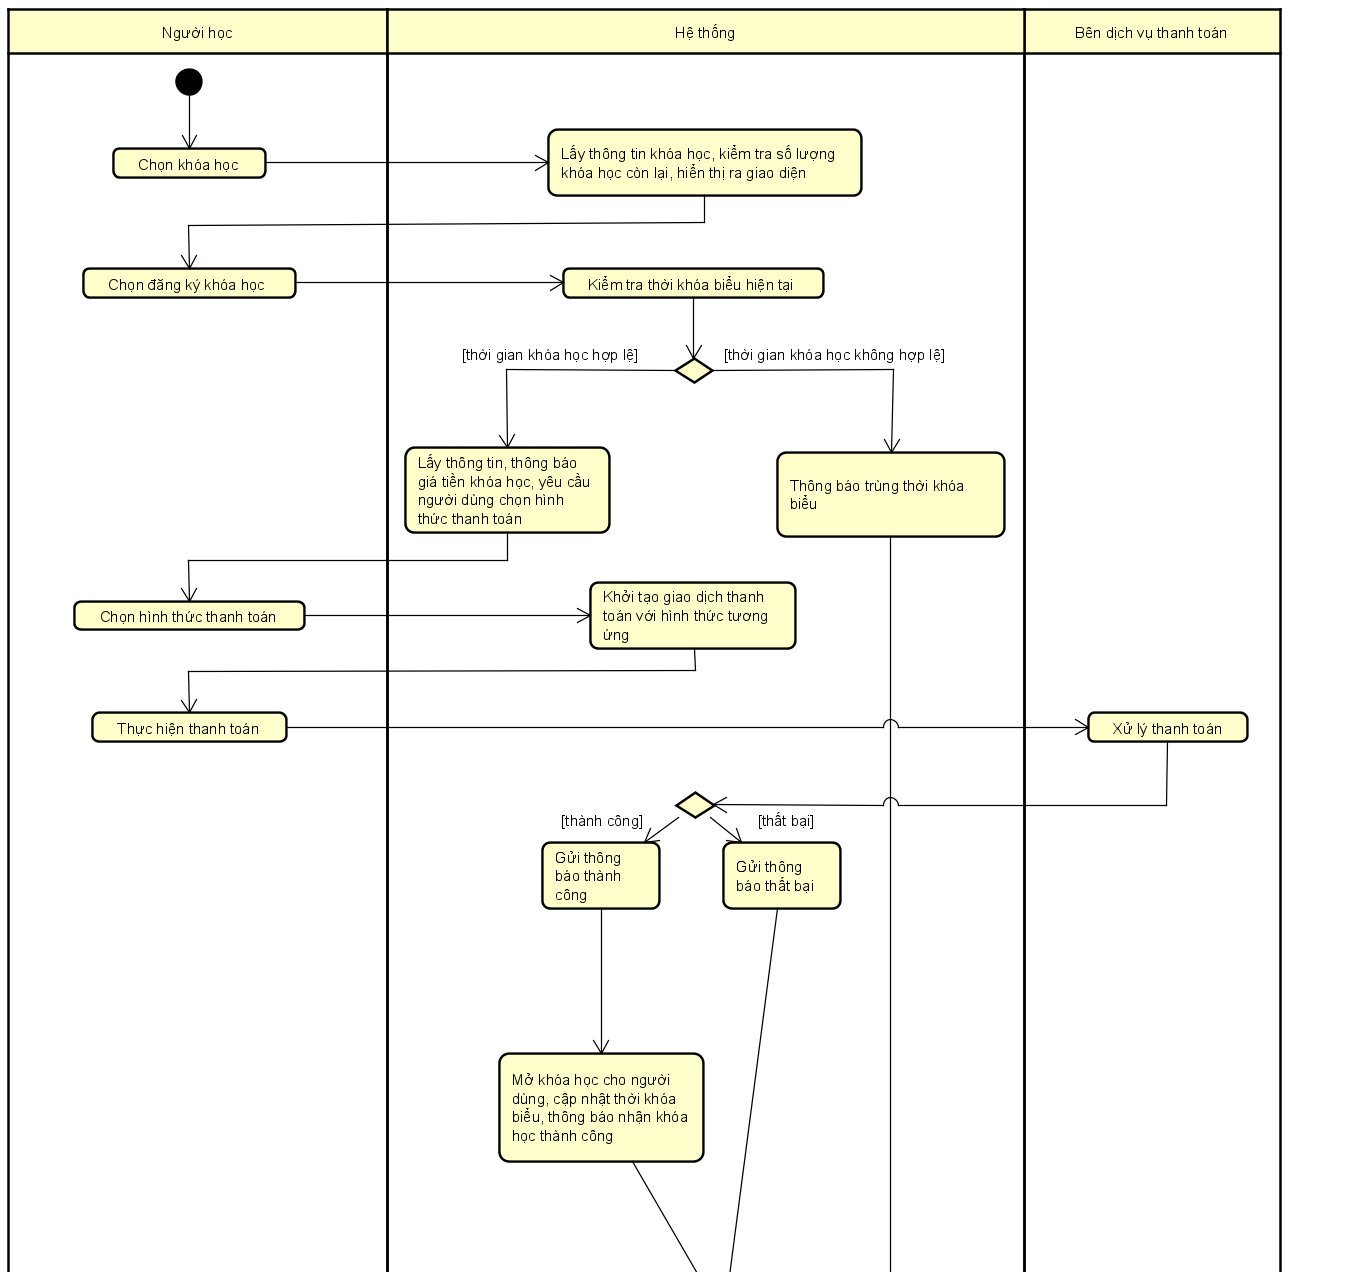 Người học
Hệ thống
Bên dịch vụ thanh toán
Chọn khóa học
Lấy thông tin khóa học, kiểm tra số lượng
khóa học còn lại, hiển thị ra giao diện
Chọn đăng ký khóa học
Kiểm tra thời khóa biểu hiện tại
[thời gian khóa học hợp lệ]
[thời gian khóa học không hợp lệ]
Lấy thông tin, thông báo
giá tiền khóa học, yêu cầu
người dùng chọn hình
thức thanh toán
Thông báo trùng thời khóa
biểu
Chọn hình thức thanh toán
Khởi tạo giao dịch thanh
toán với hình thức tương
ứng
Thực hiện thanh toán
Xử lý thanh toán
[thành công]
[thất bại]
Gửi thông
báo thành
công
Gửi thông
báo thất bại
Mở khóa học cho người
dùng, cập nhật thời khóa
biểu, thông báo nhận khóa
học thành công